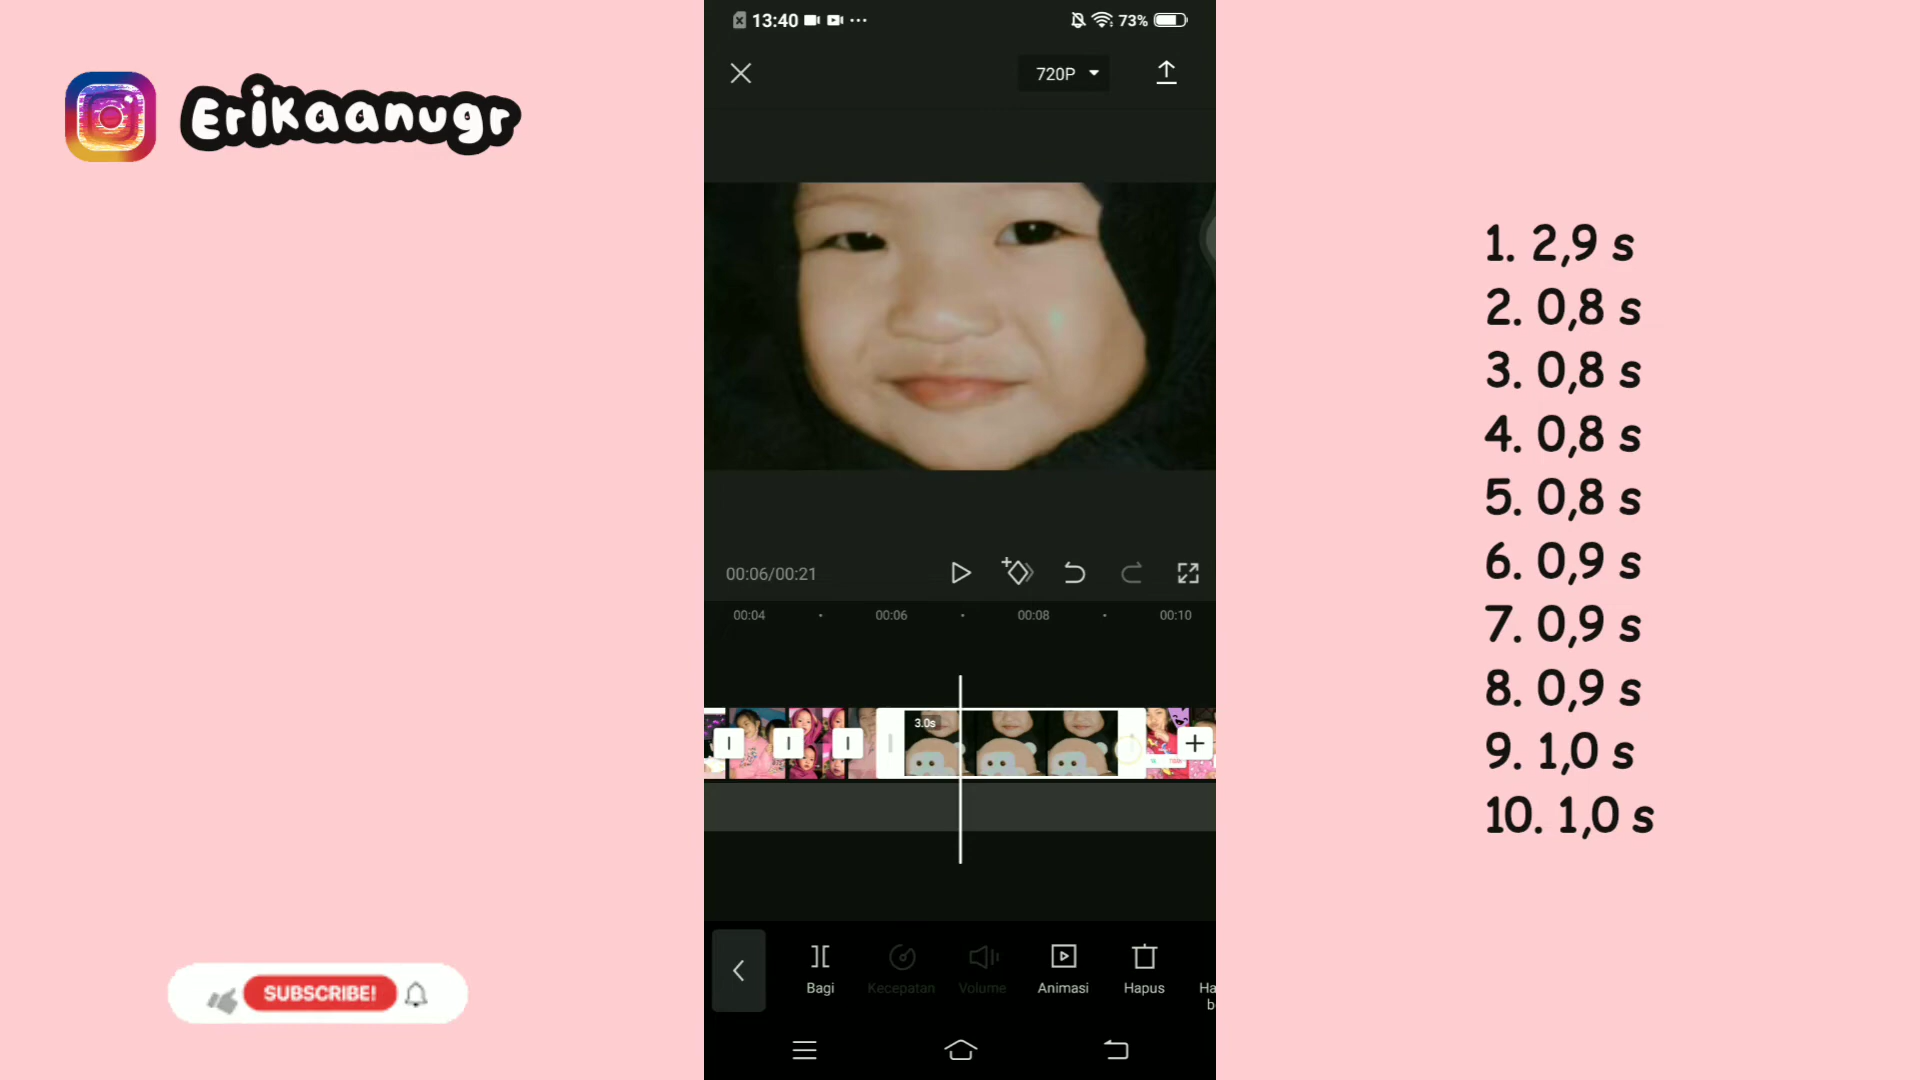 Erikaanugr
13:40
73%
720P
1. 2,9 s
2. 0,8 s
3. 0,8 s
4. 0,8 s
5. 0,8 s
6. 0,9 s
7. 0,9 s
8. 0,9 s
9. 1,0 s
10. 1,0 s
00:06/00:21
00:04
00:06
00:08
00:10
3.0s
SUBSCRIBE!
Bagi
Kecepatan
Volume
Animasi
Hapus
Ha
b